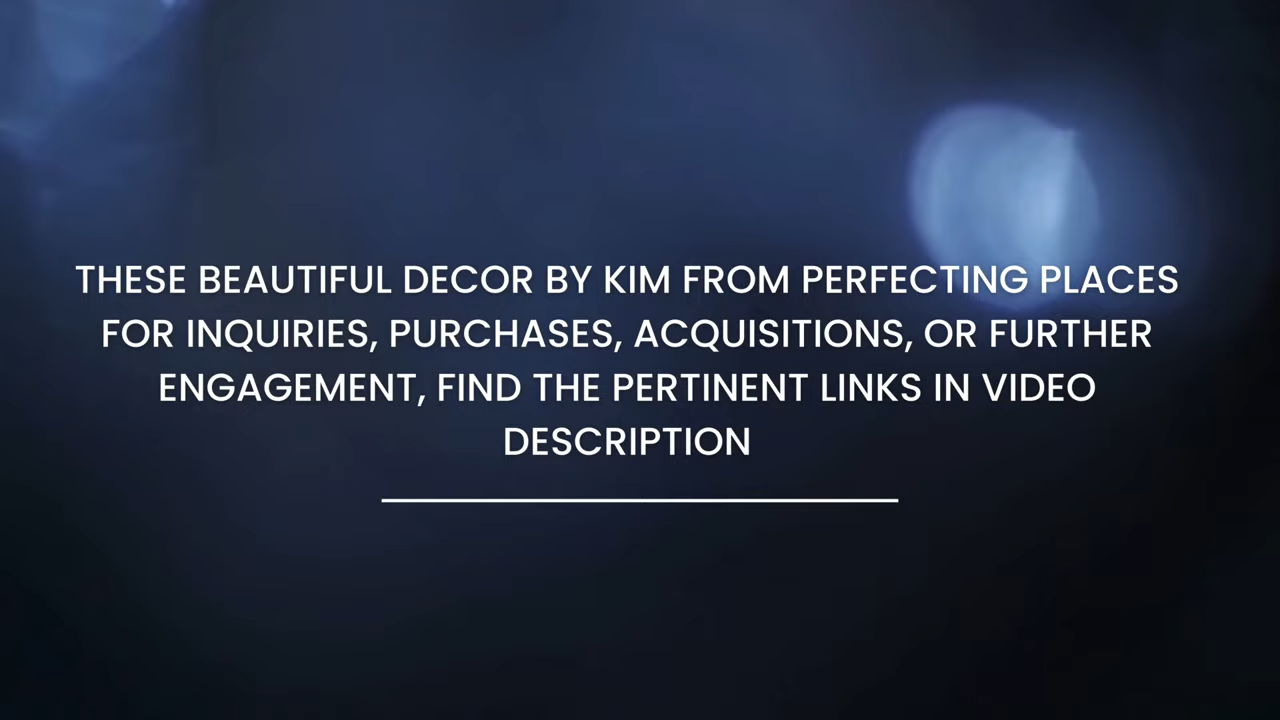 THESE BEAUTIFUL DECOR BY KIM FROM PERFECTING PLACES
FOR INQUIRIES, PURCHASES, ACQUISITIONS, OR FURTHER
ENGAGEMENT, FIND THE PERTINENT LINKS IN VIDEO
DESCRIPTION